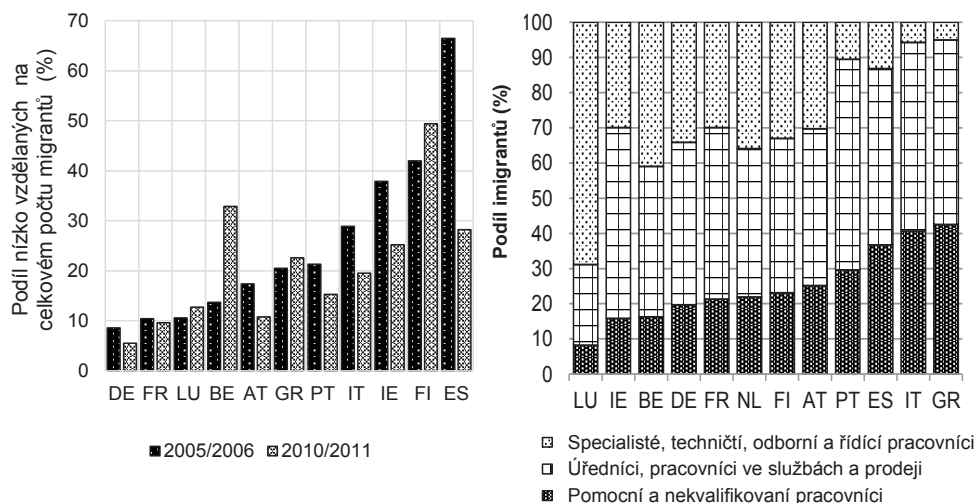 Podíl nízko vzdělaných na
celkovém počtu migrantů (%)
70
60
50
40
30
20
10
0
DE FR LU BE AT GR PT IT IE FI ES
2005/2006 2010/2011
Podíl imigrantů (%)
100
90
80
70
60
50
40
30
20
10
0
LU IE BE DE FR NL FI AT PT ES IT GR
Specialisté, techničtí, odborní a řídící pracovníci
Úředníci, pracovníci ve službách a prodeji
Pomocní a nekvalifikovaní pracovníci